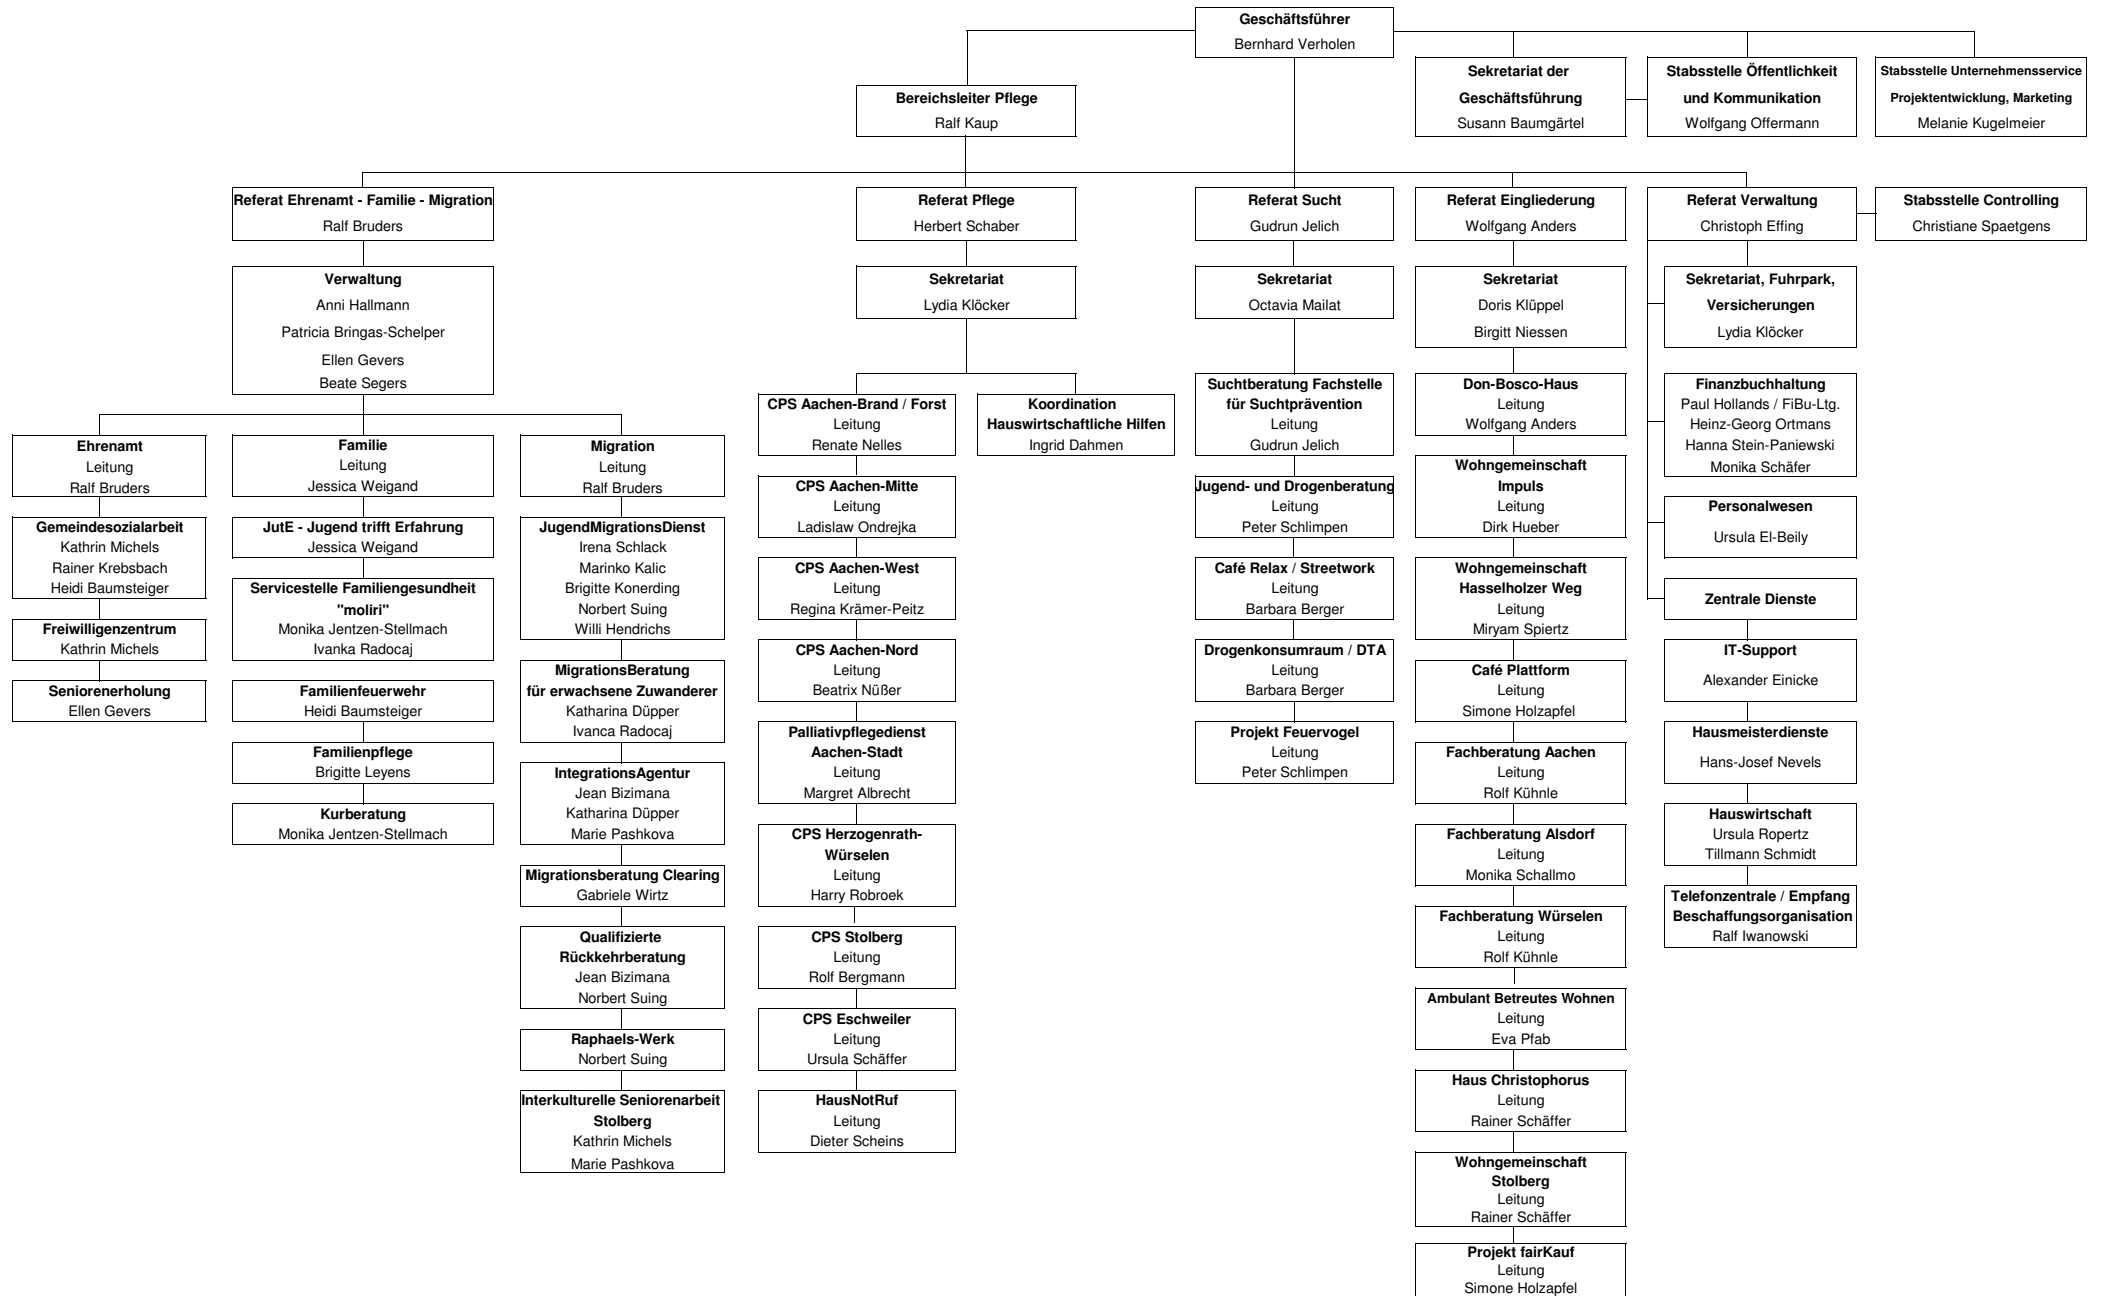 Geschäftsführer
Bernhard Verholen
Bereichsleiter Pflege
Ralf Kaup
Sekretariat der
Geschäftsführung
Susann Baumgärtel
Stabsstelle Öffentlichkeit
und Kommunikation
Wolfgang Offermann
Stabsstelle Unternehmensservice
Projektentwicklung, Marketing
Melanie Kugelmeier
Referat Ehrenamt - Familie - Migration
Ralf Bruders
Referat Pflege
Herbert Schaber
Referat Sucht
Gudrun Jelich
Referat Eingliederung
Wolfgang Anders
Referat Verwaltung
Christoph Effing
Stabsstelle Controlling
Christiane Spaetgens
Verwaltung
Anni Hallmann
Patricia Bringas-Schelper
Ellen Gevers
Beate Segers
Sekretariat
Lydia Klöcker
Sekretariat
Octavia Mailat
Sekretariat
Doris Klüppel
Birgitt Niessen
Sekretariat, Fuhrpark,
Versicherungen
Lydia Klöcker
Ehrenamt
Leitung
Ralf Bruders
Gemeindesozialarbeit
Kathrin Michels
Rainer Krebsbach
Heidi Baumsteiger
Freiwilligenzentrum
Kathrin Michels
Seniorenerholung
Ellen Gevers
Familie
Leitung
Jessica Weigand
JutE - Jugend trifft Erfahrung
Jessica Weigand
Servicestelle Familiengesundheit
"moliri"
Monika Jentzen-Stellmach
Ivanka Radocaj
Familienfeuerwehr
Heidi Baumsteiger
Familienpflege
Brigitte Leyens
Kurberatung
Monika Jentzen-Stellmach
Migration
Leitung
Ralf Bruders
JugendMigrationsDienst
Irena Schlack
Marinko Kalic
Brigitte Konerding
Norbert Suing
Willi Hendrichs
MigrationsBeratung
für erwachsene Zuwanderer
Katharina Düpper
Ivanca Radocaj
IntegrationsAgentur
Jean Bizimana
Katharina Düpper
Marie Pashkova
Migrationsberatung Clearing
Gabriele Wirtz
Qualifizierte
Rückkehrberatung
Jean Bizimana
Norbert Suing
Raphaels-Werk
Norbert Suing
Interkulturelle Seniorenarbeit
Stolberg
Kathrin Michels
Marie Pashkova
CPS Aachen-Brand / Forst
Leitung
Renate Nelles
CPS Aachen-Mitte
Leitung
Ladislaw Ondrejka
CPS Aachen-West
Leitung
Regina Krämer-Peitz
CPS Aachen-Nord
Leitung
Beatrix Nüßer
Palliativpflegedienst
Aachen-Stadt
Leitung
Margret Albrecht
CPS Herzogenrath-
Würselen
Leitung
Harry Robroek
CPS Stolberg
Leitung
Rolf Bergmann
CPS Eschweiler
Leitung
Ursula Schäffer
HausNotRuf
Leitung
Dieter Scheins
Koordination
Hauswirtschaftliche Hilfen
Ingrid Dahmen
Suchtberatung Fachstelle
für Suchtprävention
Leitung
Gudrun Jelich
Jugend- und Drogenberatung
Leitung
Peter Schlimpen
Café Relax / Streetwork
Leitung
Barbara Berger
Drogenkonsumraum / DTA
Leitung
Barbara Berger
Projekt Feuervogel
Leitung
Peter Schlimpen
Don-Bosco-Haus
Leitung
Wolfgang Anders
Wohngemeinschaft
Impuls
Leitung
Dirk Hueber
Wohngemeinschaft
Hasselholzer Weg
Leitung
Miryam Spiertz
Café Plattform
Leitung
Simone Holzapfel
Fachberatung Aachen
Leitung
Rolf Kühnle
Fachberatung Alsdorf
Leitung
Monika Schallmo
Fachberatung Würselen
Leitung
Rolf Kühnle
Ambulant Betreutes Wohnen
Leitung
Eva Pfab
Haus Christophorus
Leitung
Rainer Schäffer
Wohngemeinschaft
Stolberg
Leitung
Rainer Schäffer
Projekt fairKauf
Leitung
Simone Holzapfel
Finanzbuchhaltung
Paul Hollands / FiBu-Ltg.
Heinz-Georg Ortmans
Hanna Stein-Paniewski
Monika Schäfer
Personalwesen
Ursula El-Beily
Zentrale Dienste
IT-Support
Alexander Einicke
Hausmeisterdienste
Hans-Josef Nevels
Hauswirtschaft
Ursula Ropertz
Tillmann Schmidt
Telefonzentrale / Empfang
Beschaffungsorganisation
Ralf Iwanowski